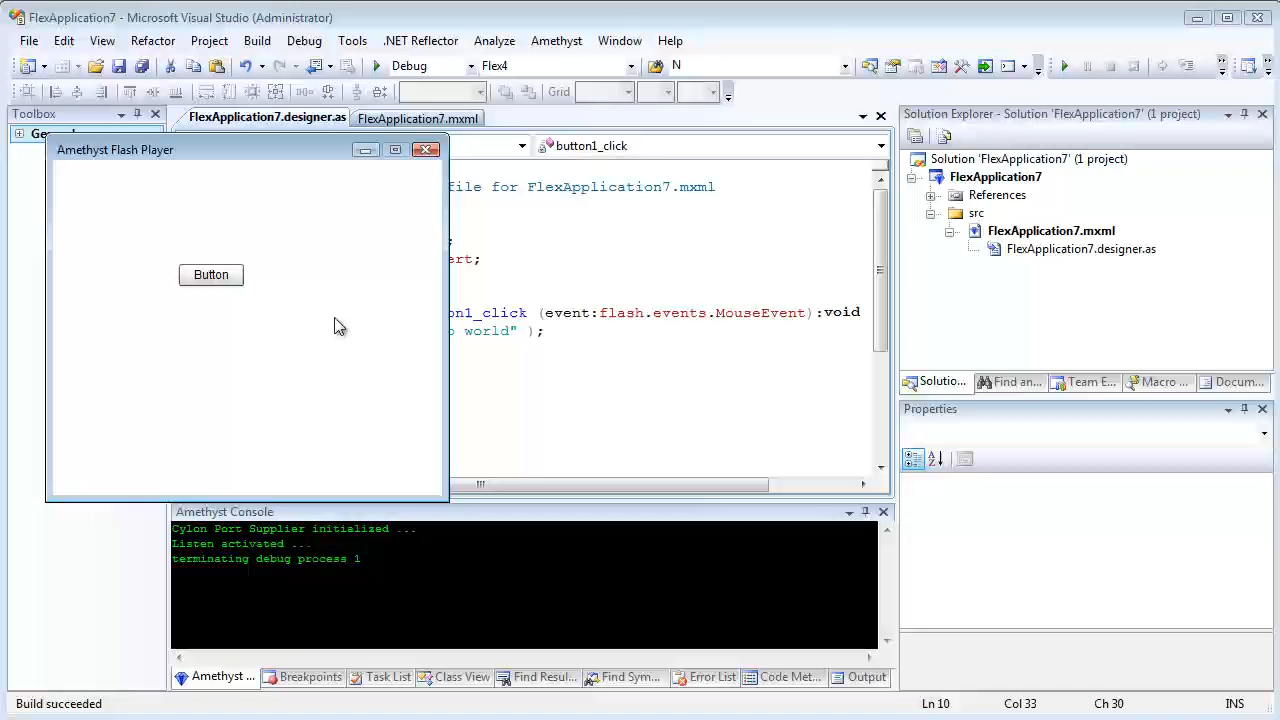 FlexApplication7 - Microsoft Visual Studio (Administrator)
File Edit View Refactor Project Build Debug Tools .NET Reflector Analyze Amethyst Window Help
Debug Flex4 N
Grid
Toolbox
FlexApplication7.designer.as FlexApplication7.mxml
Solution Explorer - Solution 'FlexApplication7' (1 project)
Amethyst Flash Player
button1_click
Button
file for FlexApplication7.mxml
;
ert;
on1_click (event:flash.events.MouseEvent):void
o world" );
Solution 'FlexApplication7' (1 project)
FlexApplication7
References
src
FlexApplication7.mxml
FlexApplication7.designer.as
Solutio... Find an... Team E... Macro ... Docum...
Properties
Amethyst Console
Cylon Port Supplier initialized ...
Listen activated ...
terminating debug process 1
Amethyst ... Breakpoints Task List Class View Find Resul... Find Sym... Error List Code Met... Output
Build succeeded Ln 10 Col 33 Ch 30 INS